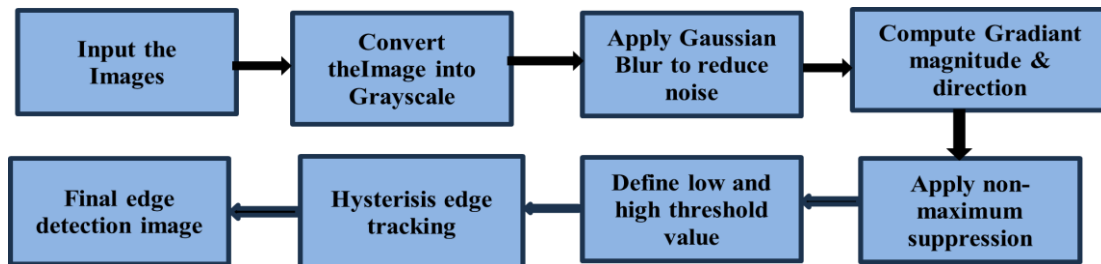 Input the
Images
Convert
theImage into
Grayscale
Apply Gaussian
Blur to reduce
noise
Compute Gradiant
magnitude &
direction
Apply non-
maximum
suppression
Define low and
high threshold
value
Hysterisis edge
tracking
Final edge
detection image